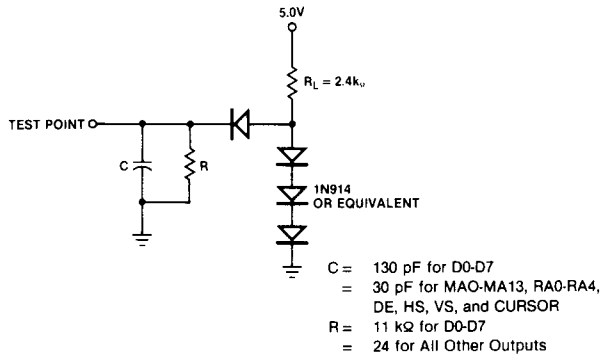 5.0V
RL = 2.4kΩ
TEST POINT
C
R
1N914
OR EQUIVALENT
C = 130 pF for D0-D7
= 30 pF for MAO-MA13, RA0-RA4,
DE, HS, VS, and CURSOR
R = 11 kΩ for D0-D7
= 24 for All Other Outputs